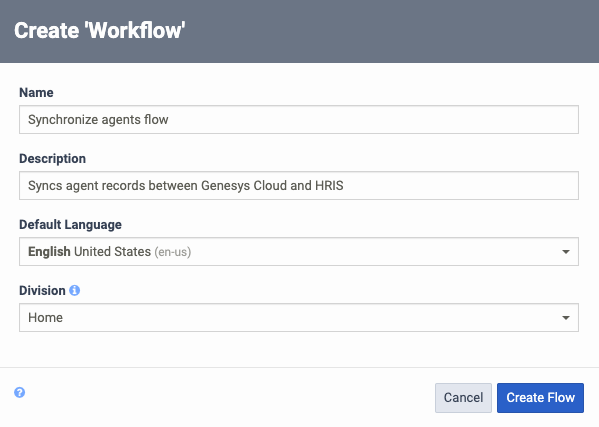 Create 'Workflow'
Name
Synchronize agents flow
Description
Syncs agent records between Genesys Cloud and HRIS
Default Language
English United States (en-us)
Division
Home
Cancel
Create Flow